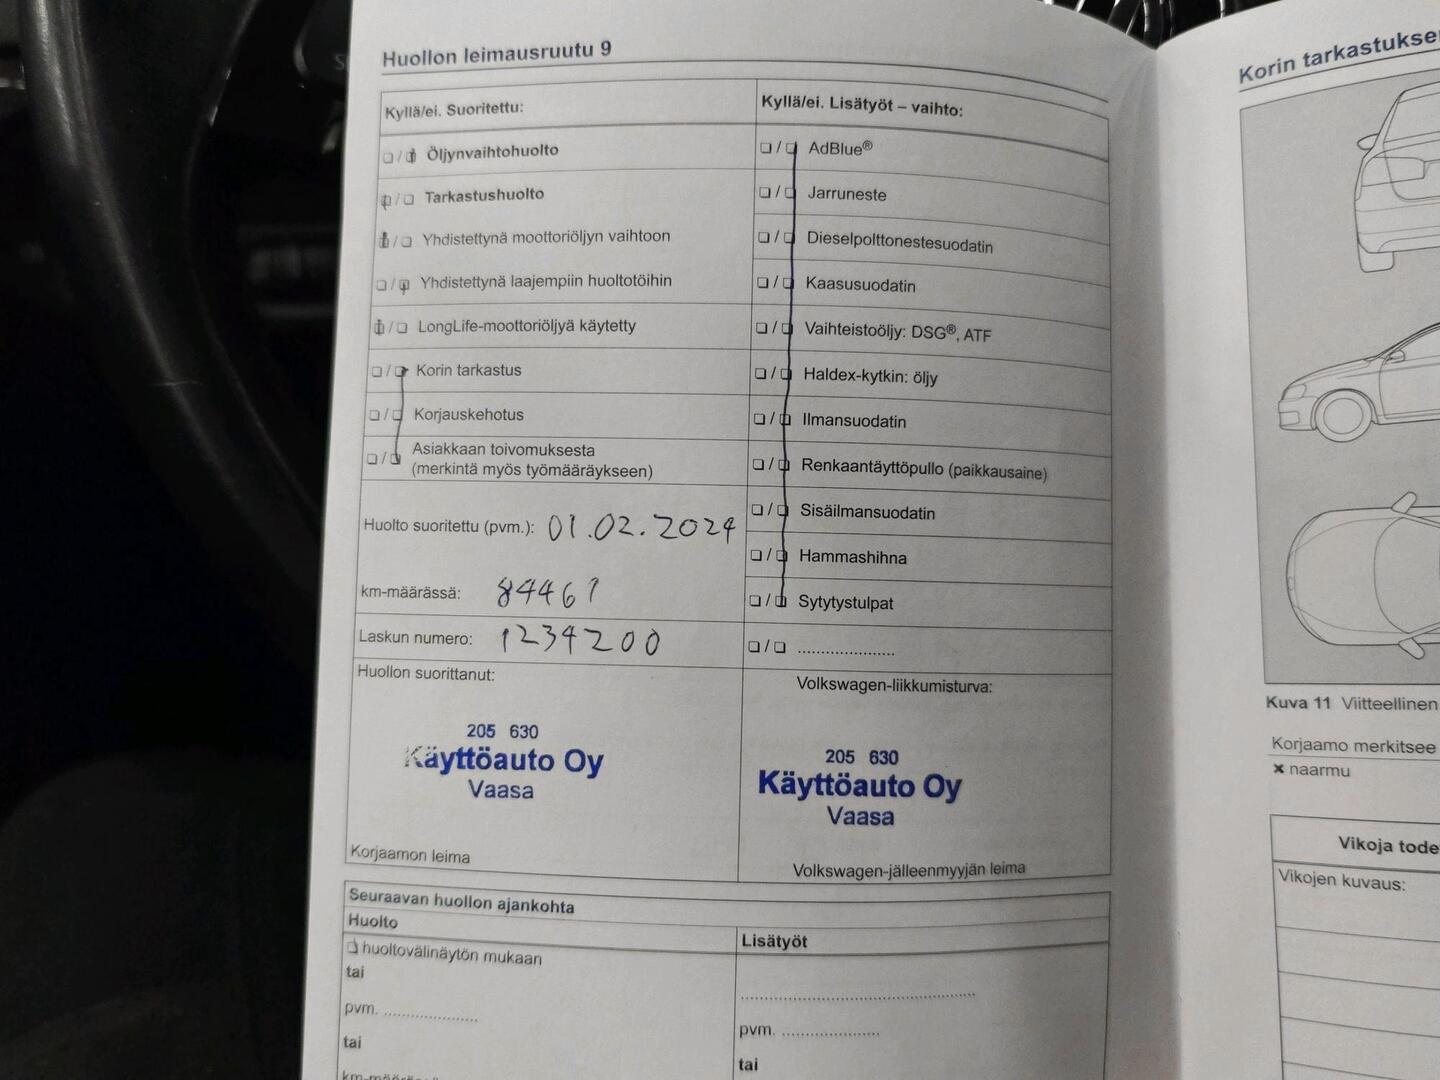 Huollon leimausruutu 9
Kyllä/ei. Suoritettu:
❏ / ❏ Öljynvaihtohuolto
❏ / ❏ Tarkastushuolto
❏ / ❏ Yhdistettynä moottoriöljyn vaihtoon
❏ / ❏ Yhdistettynä laajempiin huoltotöihin
❏ / ❏ LongLife-moottoriöljyä käytetty
❏ / ❏ Korin tarkastus
❏ / ❏ Korjauskehotus
❏ / ❏ Asiakkaan toivomuksesta
(merkintä myös työmääräykseen)
Huolto suoritettu (pvm.): 01.02.2024
km-määrässä: 84461
Laskun numero: 1234200
Huollon suorittanut:
205 630
Käyttöauto Oy
Vaasa
Korjaamon leima
Kyllä/ei. Lisätyöt – vaihto:
❏ / ❏ AdBlue®
❏ / ❏ Jarruneste
❏ / ❏ Dieselpolttonestesuodatin
❏ / ❏ Kaasusuodatin
❏ / ❏ Vaihteistoöljy: DSG®, ATF
❏ / ❏ Haldex-kytkin: öljy
❏ / ❏ Ilmansuodatin
❏ / ❏ Renkaantäyttöpullo (paikkausaine)
❏ / ❏ Sisäilmansuodatin
❏ / ❏ Hammashihna
❏ / ❏ Sytytystulpat
❏ / ❏ .....................
Volkswagen-liikkumisturva:
205 630
Käyttöauto Oy
Vaasa
Volkswagen-jälleenmyyjän leima
Seuraavan huollon ajankohta
Huolto
❏ huoltovälinäytön mukaan
tai
pvm. ....................
tai
Lisätyöt
..................................................
pvm. .....................
tai
Korin tarkastuksen
Kuva 11 Viitteellinen
Korjaamo merkitsee
✖ naarmu
Vikoja tode
Vikojen kuvaus: